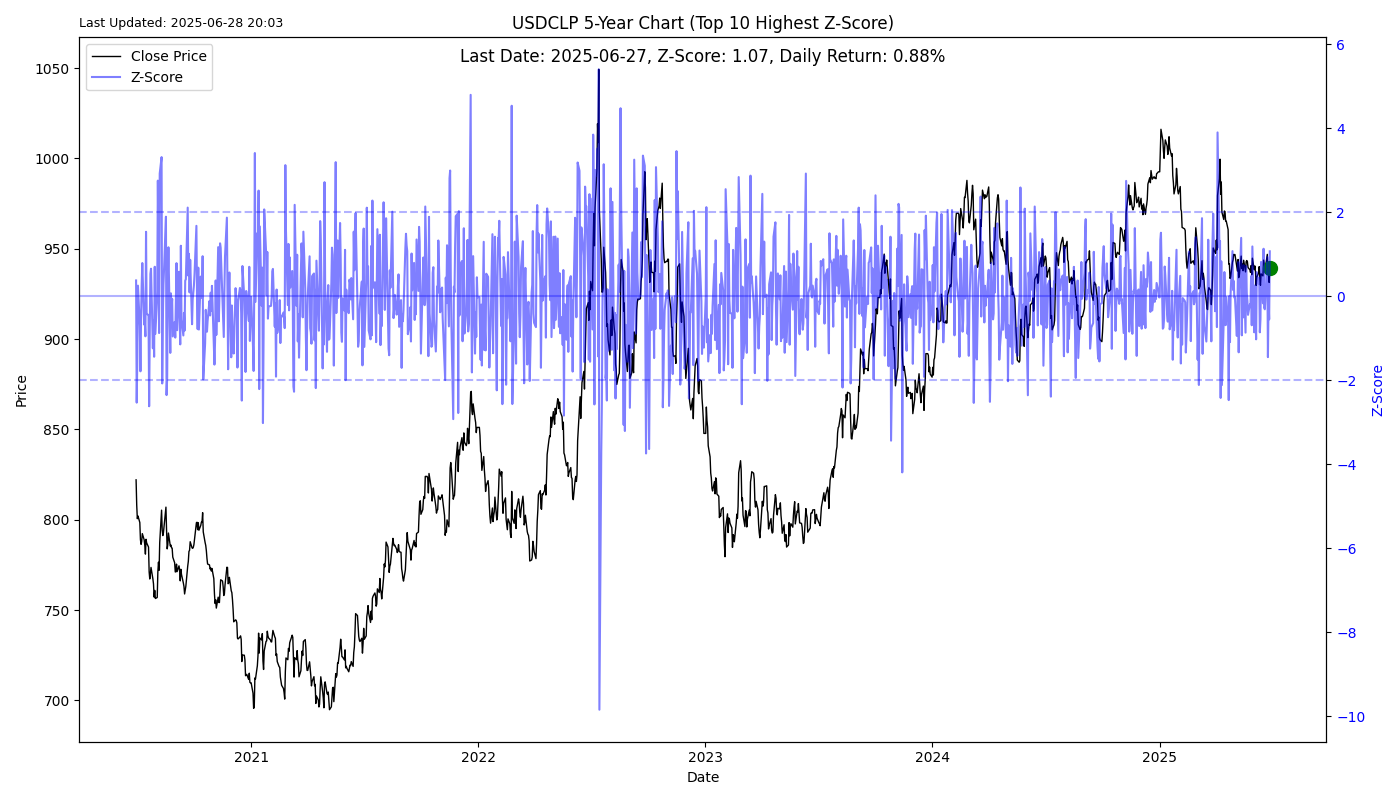 Last Updated: 2025-06-28 20:03
USDCLP 5-Year Chart (Top 10 Highest Z-Score)
Last Date: 2025-06-27, Z-Score: 1.07, Daily Return: 0.88%
Close Price
Z-Score
1050
1000
950
900
850
800
750
700
Price
6
4
2
0
−2
−4
−6
−8
−10
Z-Score
2021
2022
2023
2024
2025
Date